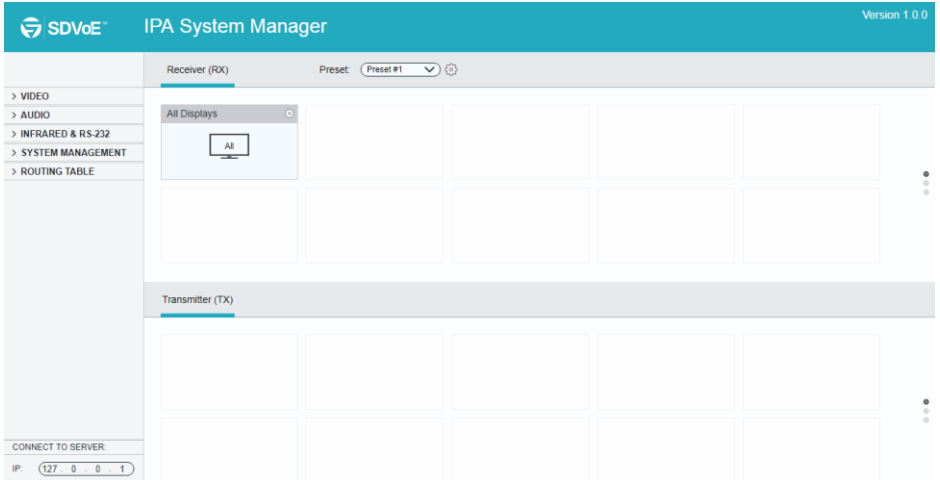 SDVoE™ IPA System Manager Version 1.0.0
Receiver (RX) Preset: Preset #1
> VIDEO
> AUDIO
> INFRARED & RS-232
> SYSTEM MANAGEMENT
> ROUTING TABLE
All Displays
All
Transmitter (TX)
CONNECT TO SERVER:
IP: 127 . 0 . 0 . 1